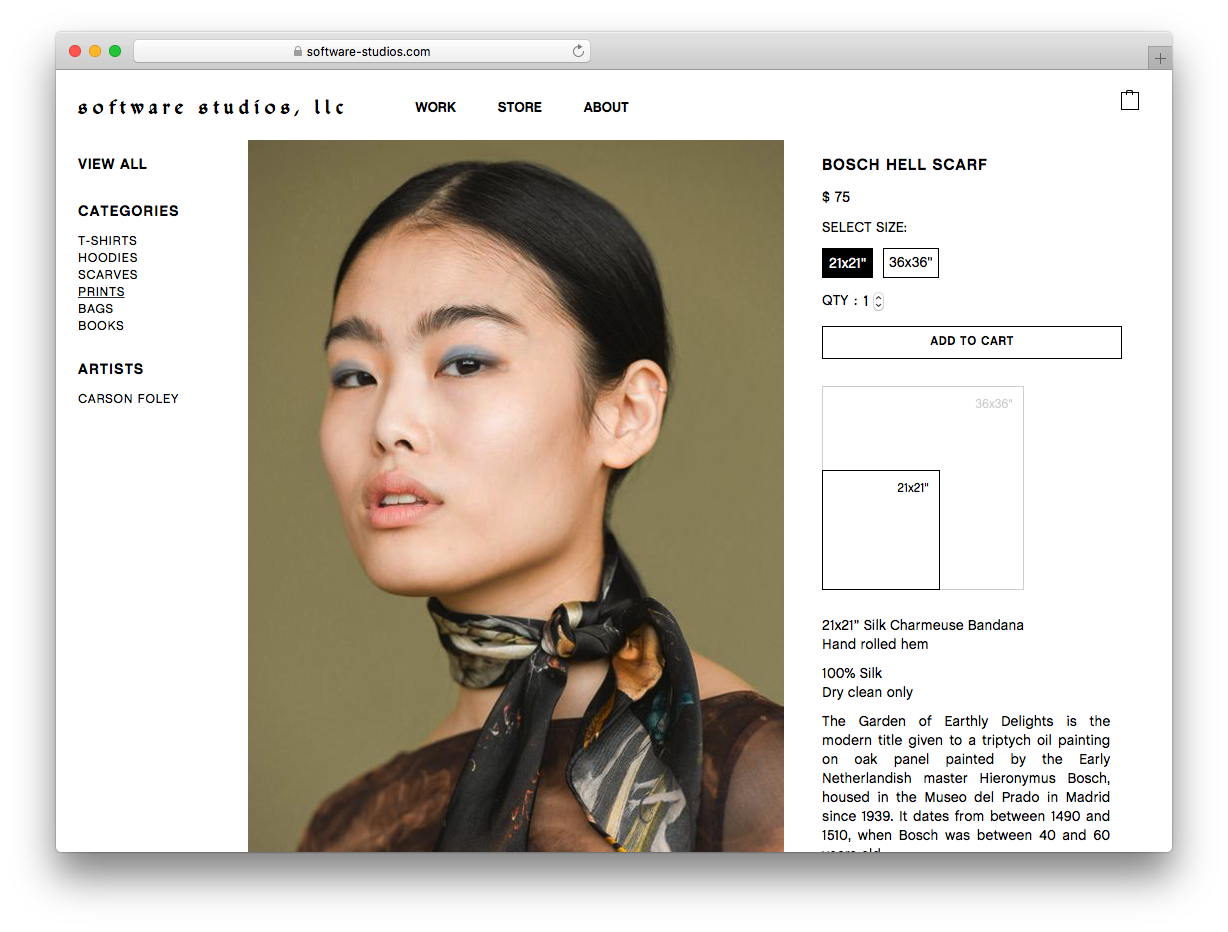 software-studios.com
software studios, llc
WORK
STORE
ABOUT
VIEW ALL
CATEGORIES
T-SHIRTS
HOODIES
SCARVES
PRINTS
BAGS
BOOKS
ARTISTS
CARSON FOLEY
BOSCH HELL SCARF
$ 75
SELECT SIZE:
21x21"
36x36"
QTY : 1
ADD TO CART
36x36"
21x21"
21x21” Silk Charmeuse Bandana
Hand rolled hem
100% Silk
Dry clean only
The Garden of Earthly Delights is the
modern title given to a triptych oil painting
on oak panel painted by the Early
Netherlandish master Hieronymus Bosch,
housed in the Museo del Prado in Madrid
since 1939. It dates from between 1490 and
1510, when Bosch was between 40 and 60